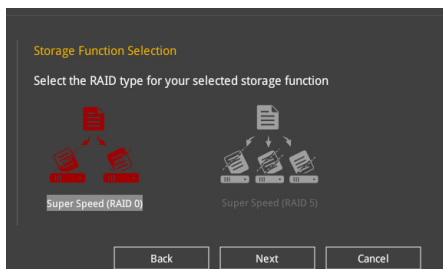 Storage Function Selection
Select the RAID type for your selected storage function
Super Speed (RAID 0)
Super Speed (RAID 5)
Back
Next
Cancel